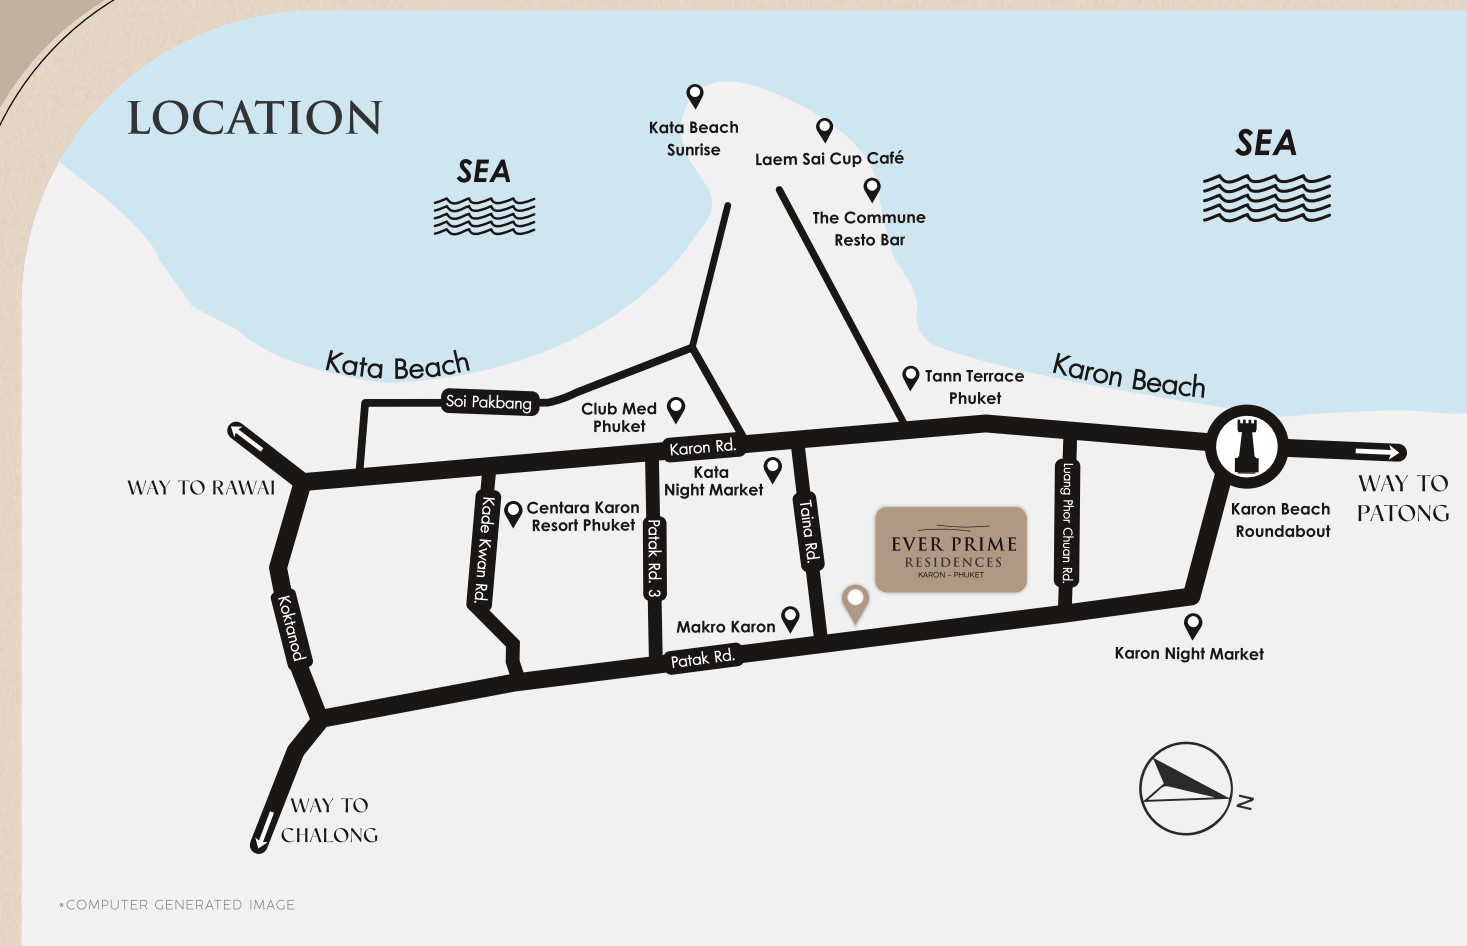 LOCATION
Kata Beach
Sunrise
Laem Sai Cup Café
SEA
SEA
The Commune
Resto Bar
Kata Beach
Karon Beach
Soi Pakbang
Tann Terrace
Phuket
Club Med
Phuket
Karon Rd.
Kata
Night Market
WAY TO RAWAI
WAY TO
PATONG
Karon Beach
Roundabout
Kade Kwan Rd.
Centara Karon
Resort Phuket
Patak Rd. 3
Taina Rd.
EVER PRIME
RESIDENCES
KARON - PHUKET
Luang Phor Chuan Rd.
Koktanod
Makro Karon
Patak Rd.
Karon Night Market
WAY TO
CHALONG
N
*COMPUTER GENERATED IMAGE